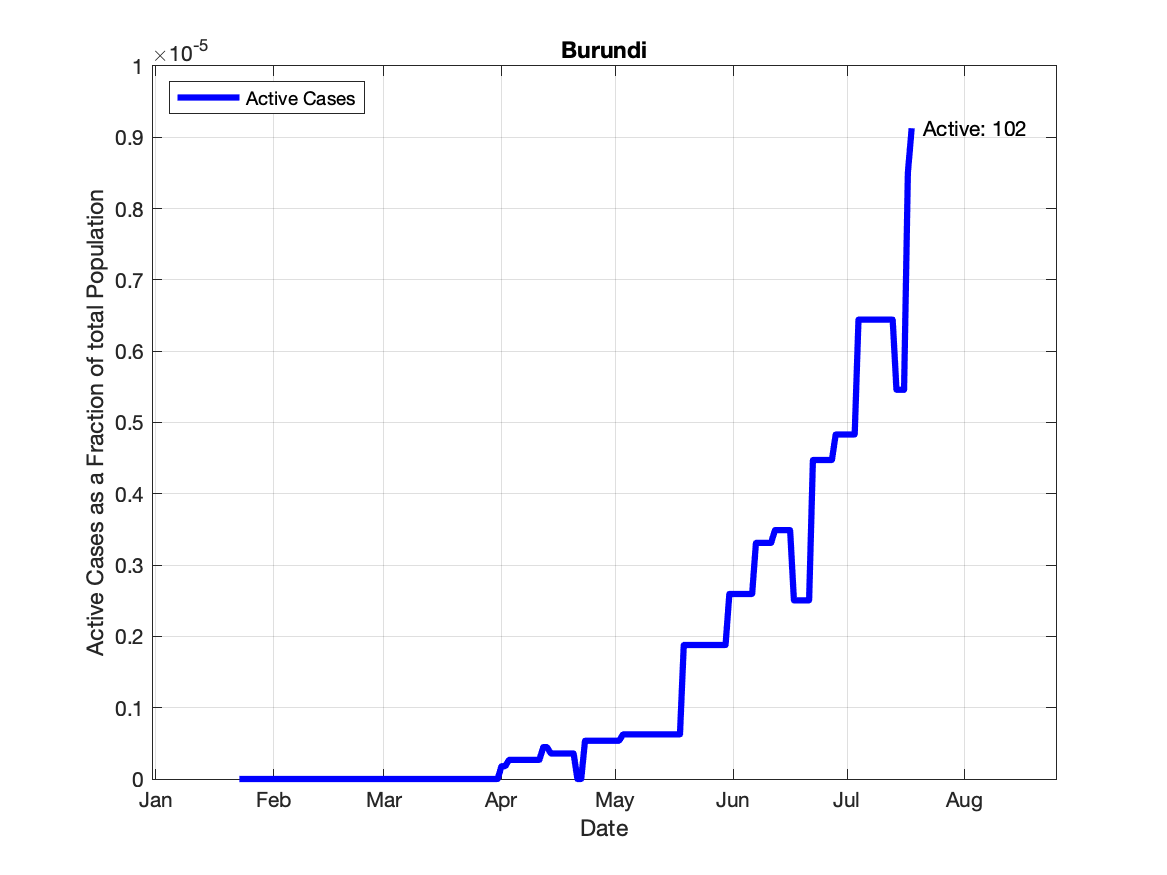 Burundi
×10-5
Active Cases
Active: 102
Active Cases as a Fraction of total Population
1
0.9
0.8
0.7
0.6
0.5
0.4
0.3
0.2
0.1
0
Jan Feb Mar Apr May Jun Jul Aug
Date